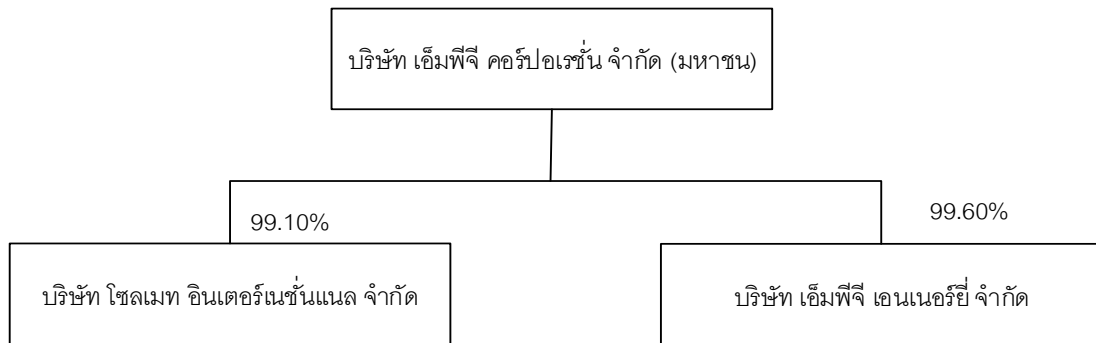 บริษัท เอ็มพีจี คอร์ปอเรชั่น จำกัด (มหาชน)
99.10%
99.60%
บริษัท โซลเมท อินเตอร์เนชั่นแนล จำกัด
บริษัท เอ็มพีจี เอนเนอร์ยี่ จำกัด